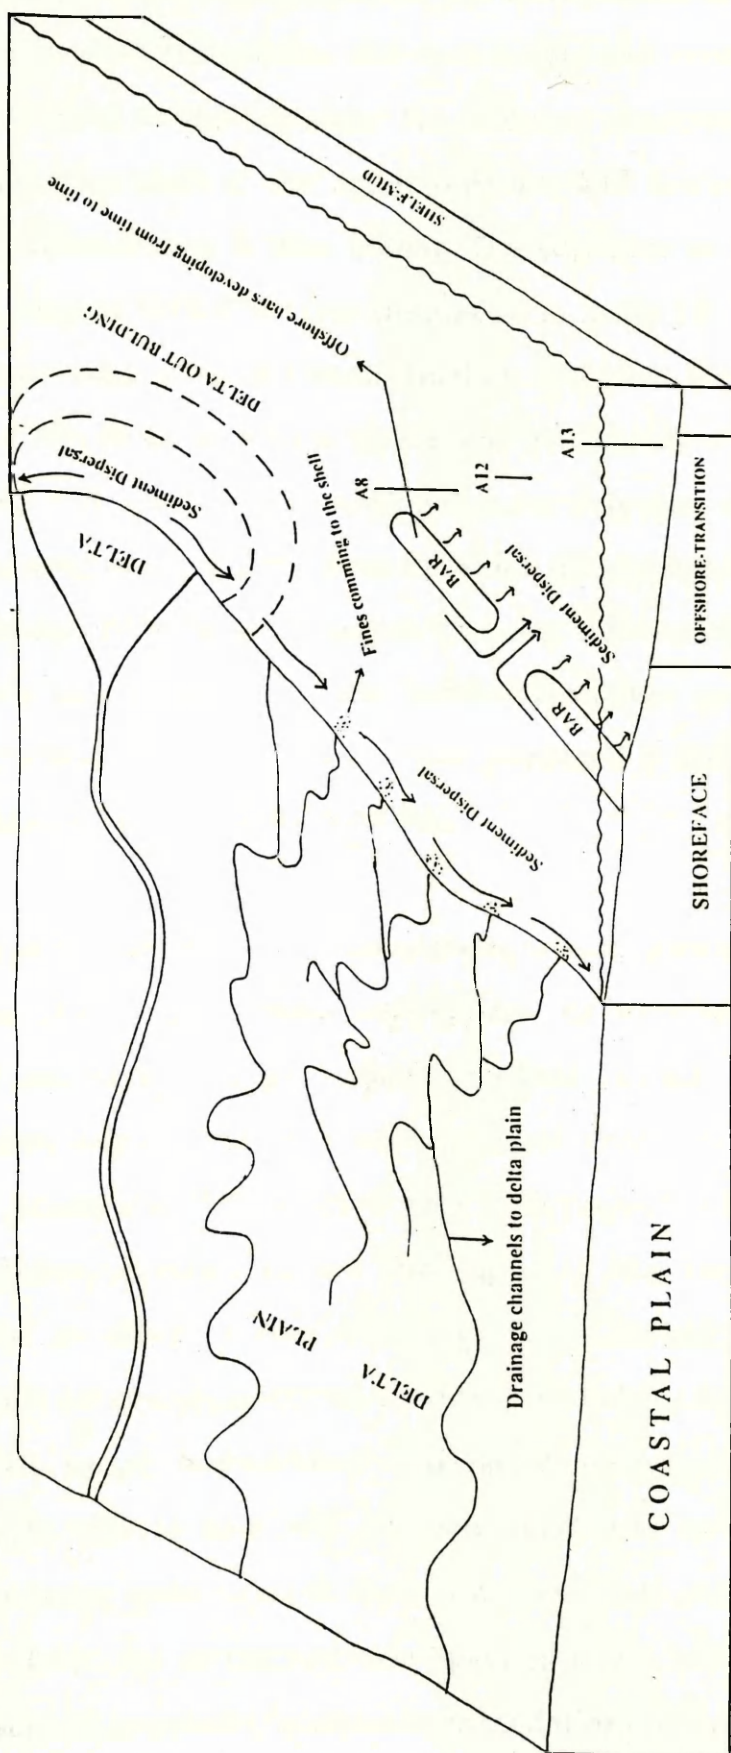 SHELF-MUD
Offshore bars developing from time to time
DELTA OUT BUILDING
Sediment Dispersal
DELTA
Fines comming to the shell
A8
A12
A13
BAR
BAR
Sediment Dispersal
Sediment Dispersal
DELTA
PLAIN
Drainage channels to delta plain
COASTAL PLAIN
SHOREFACE
OFFSHORE-TRANSITION